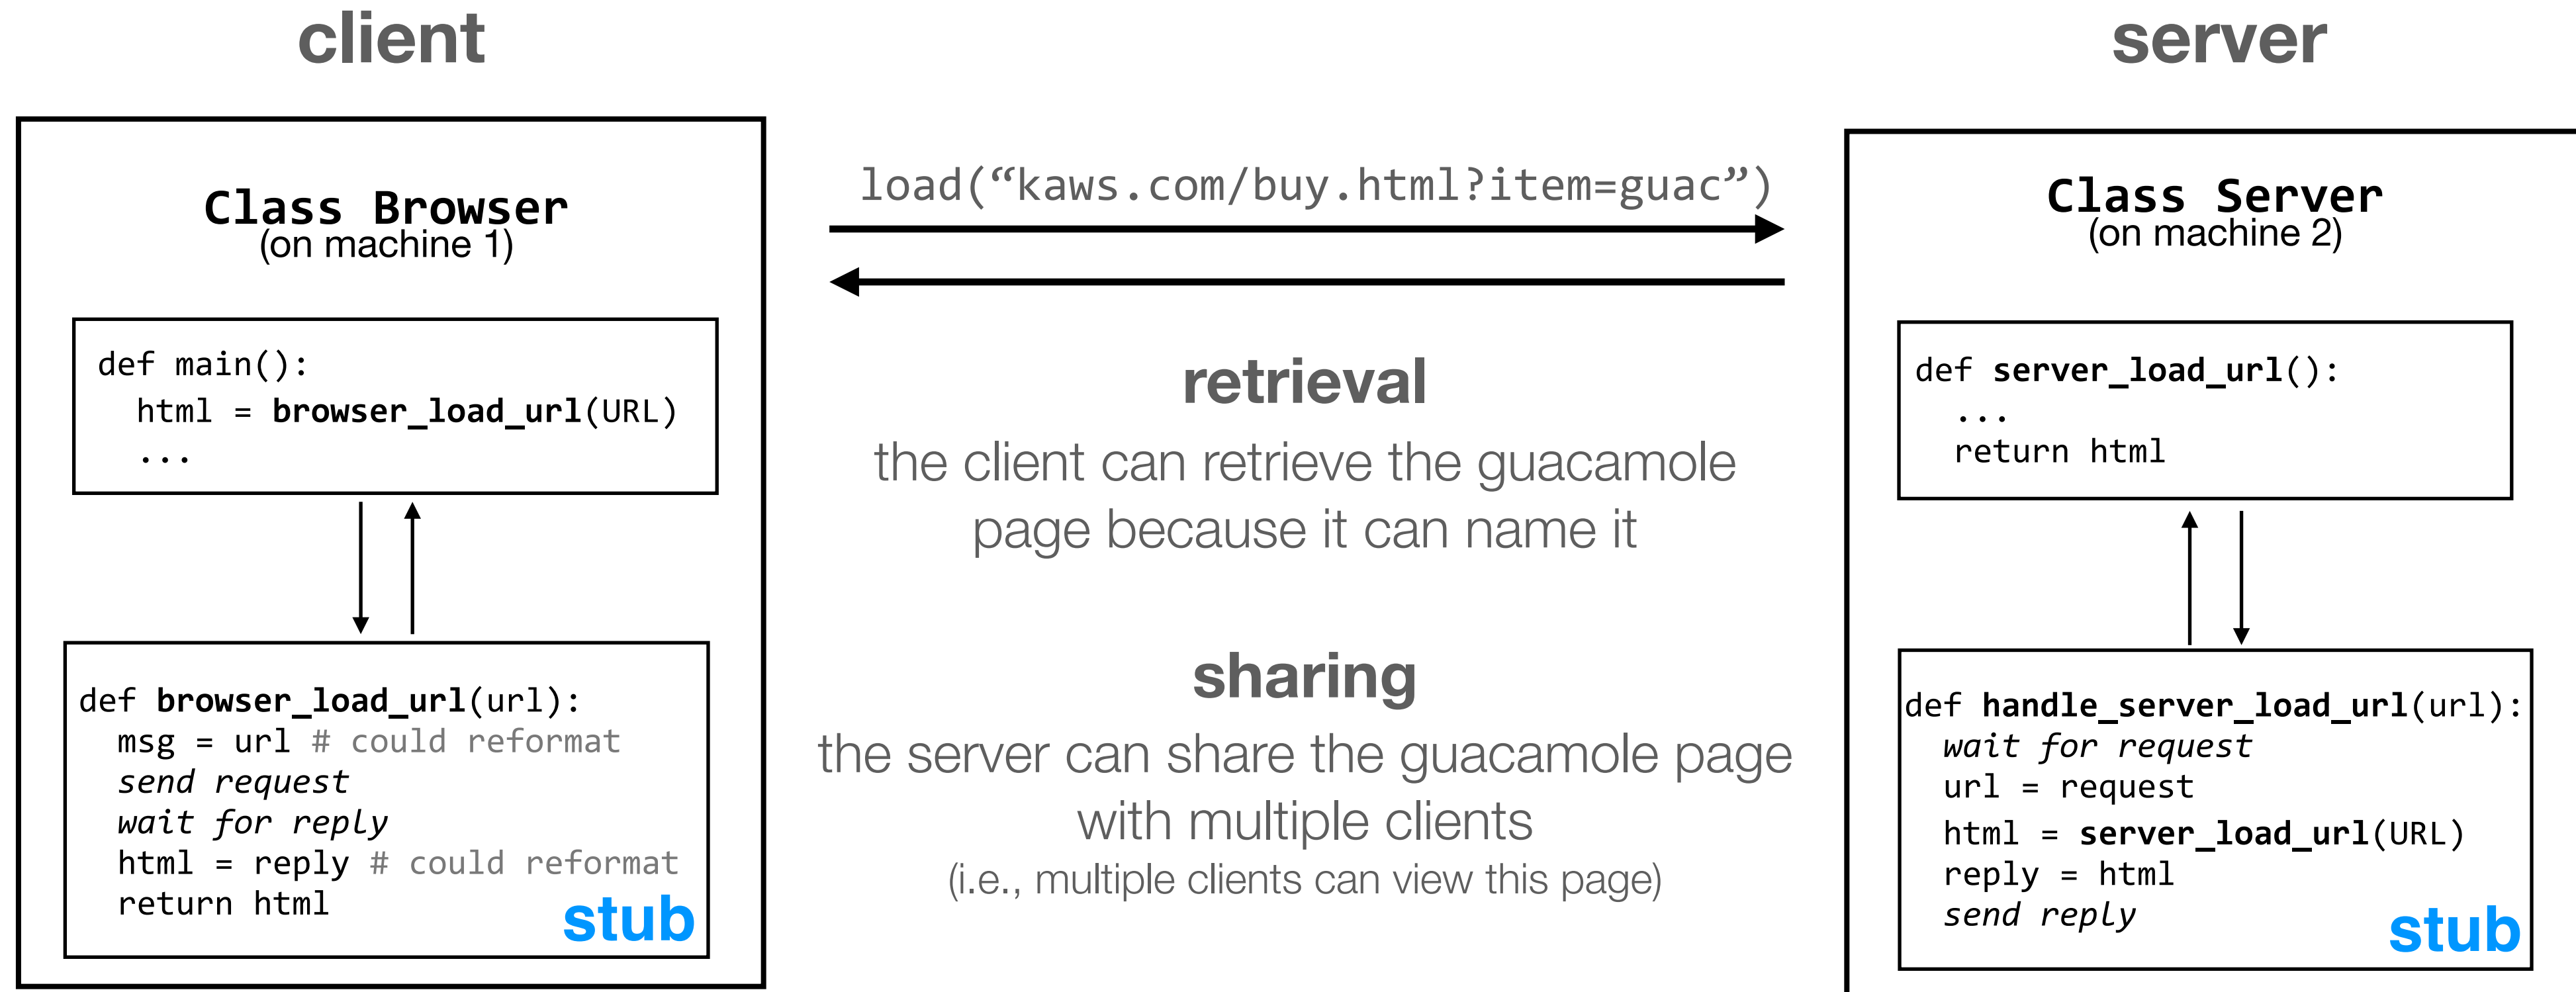 client
Class Browser
(on machine 1)
def main():
html = browser_load_url(URL)
...
def browser_load_url(url):
msg = url # could reformat
send request
wait for reply
html = reply # could reformat
return html
stub
load(“kaws.com/buy.html?item=guac”)
retrieval
the client can retrieve the guacamole
page because it can name it
sharing
the server can share the guacamole page
with multiple clients
(i.e., multiple clients can view this page)
server
Class Server
(on machine 2)
def server_load_url():
...
return html
def handle_server_load_url(url):
wait for request
url = request
html = server_load_url(URL)
reply = html
send reply
stub